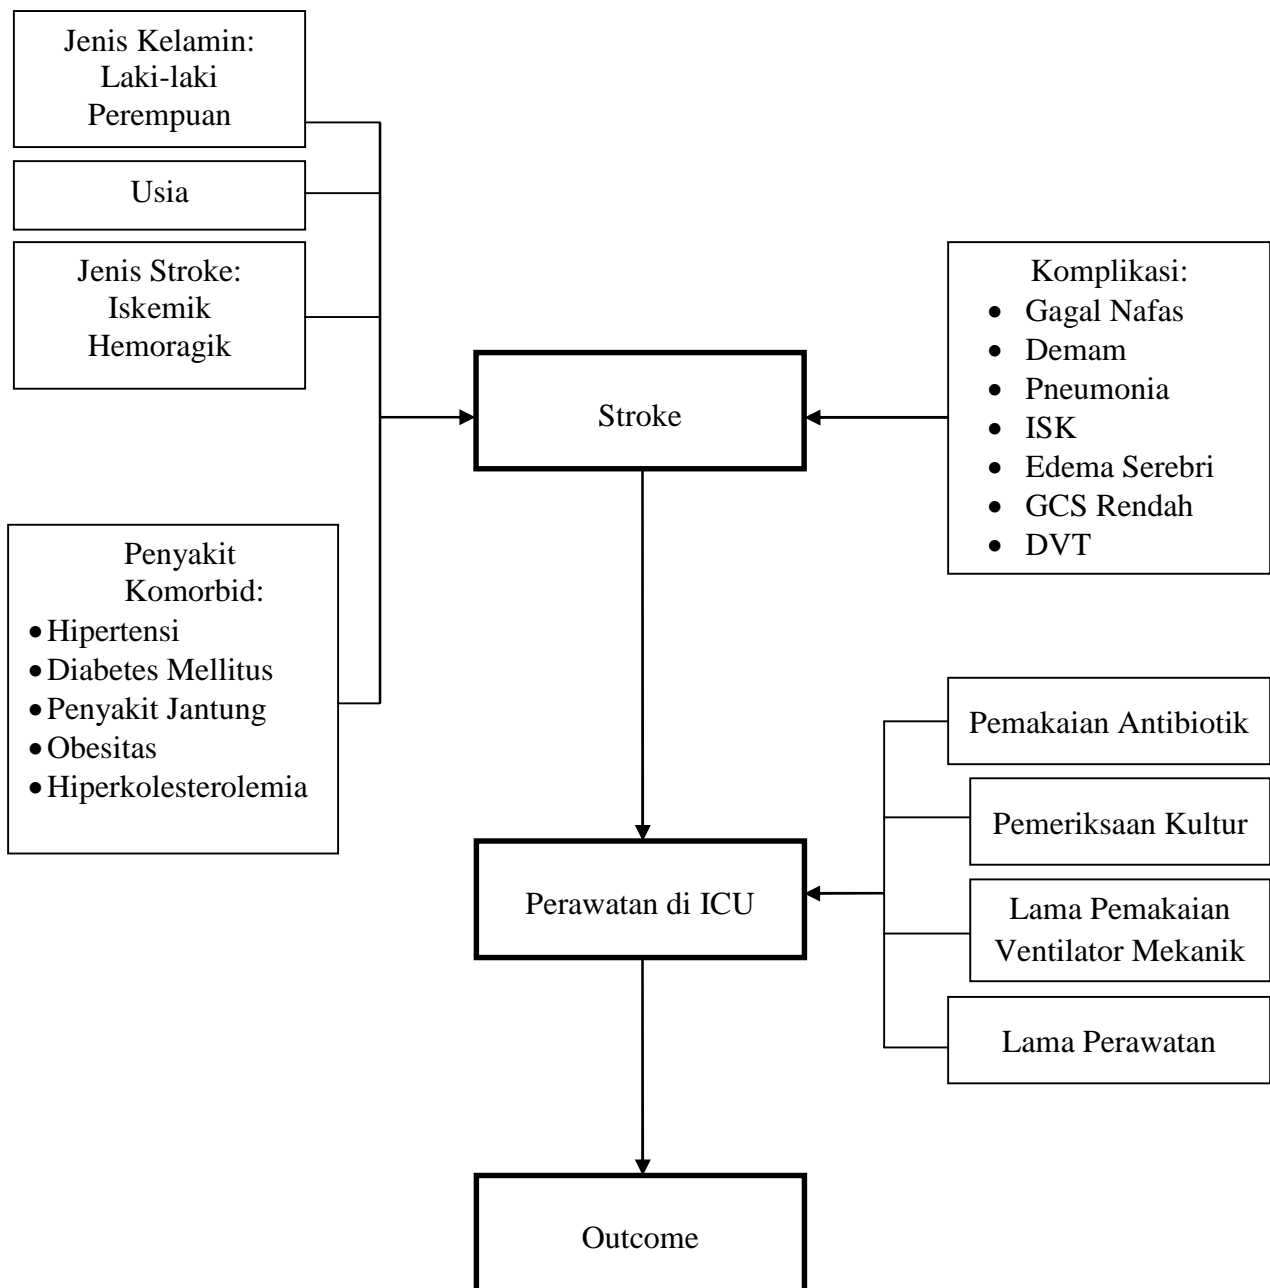 Jenis Kelamin:
Laki-laki
Perempuan
Usia
Jenis Stroke:
Iskemik
Hemoragik
Penyakit
Komorbid:
• Hipertensi
• Diabetes Mellitus
• Penyakit Jantung
• Obesitas
• Hiperkolesterolemia
Stroke
Komplikasi:
• Gagal Nafas
• Demam
• Pneumonia
• ISK
• Edema Serebri
• GCS Rendah
• DVT
Perawatan di ICU
Pemakaian Antibiotik
Pemeriksaan Kultur
Lama Pemakaian
Ventilator Mekanik
Lama Perawatan
Outcome